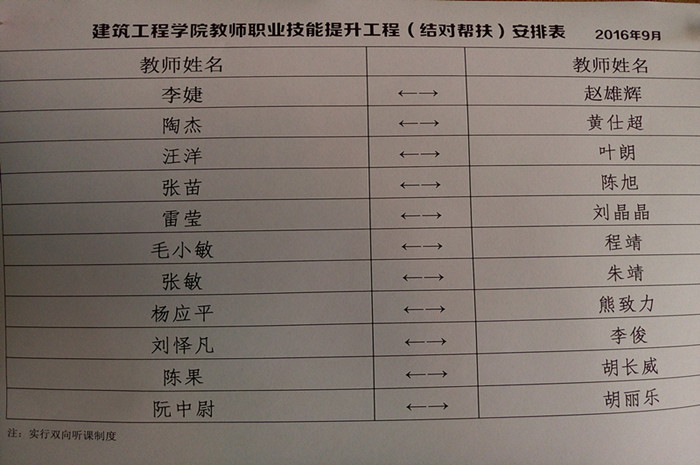 建筑工程学院教师职业技能提升工程（结对帮扶）安排表 2016年9月
教师姓名 教师姓名
李婕 ←→ 赵雄辉
陶杰 ←→ 黄仕超
汪洋 ←→ 叶朗
张苗 ←→ 陈旭
雷莹 ←→ 刘晶晶
毛小敏 ←→ 程靖
张敏 ←→ 朱靖
杨应平 ←→ 熊致力
刘怿凡 ←→ 李俊
陈果 ←→ 胡长威
阮中尉 ←→ 胡丽乐
注：实行双向听课制度